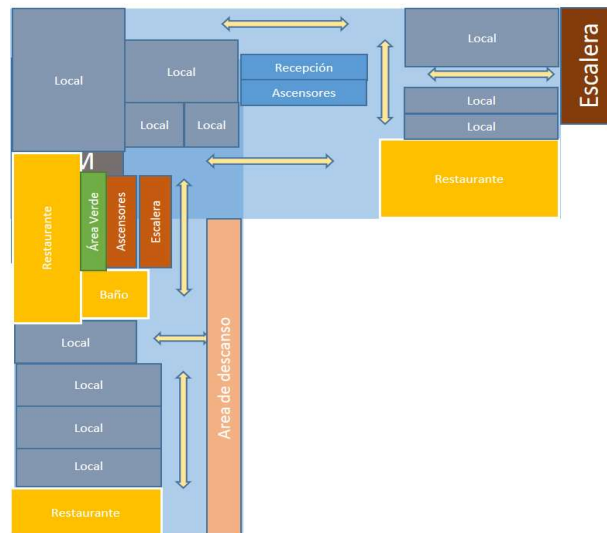 Local
Local
Local
Local
Recepción
Ascensores
Local
Local
Local
Escalera
Restaurante
Restaurante
Área Verde
Ascensores
Escalera
Baño
Local
Local
Local
Local
Restaurante
Area de descanso